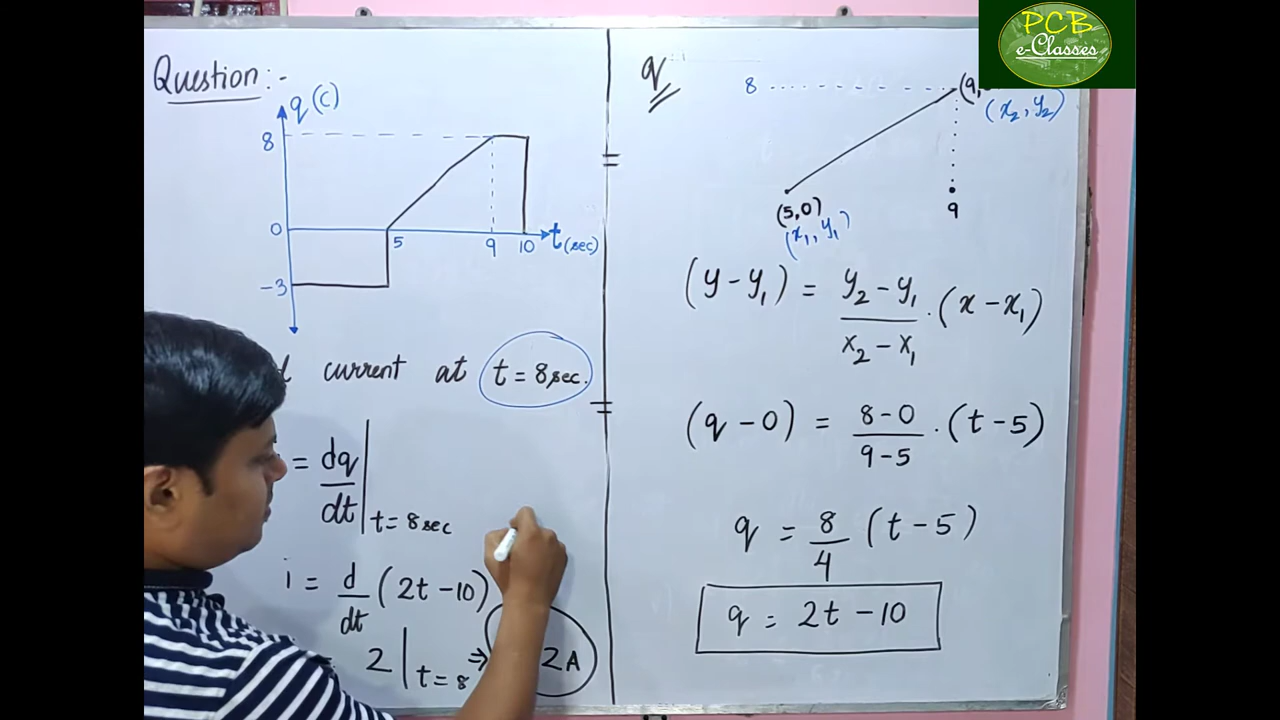 PCB
e-Classes
Question:-
q (C)
8
0
-3
5
9
10
t (sec)
current at t = 8 sec.
= dq/dt | t = 8 sec
i = d/dt (2t - 10)
2 | t = 8 ⇒ 2A
q
8
(9,
(x₂, y₂)
(5,0)
(x₁, y₁)
9
(y - y₁) = y₂ - y₁ / x₂ - x₁ . (x - x₁)
(q - 0) = 8 - 0 / 9 - 5 . (t - 5)
q = 8/4 (t - 5)
q = 2t - 10